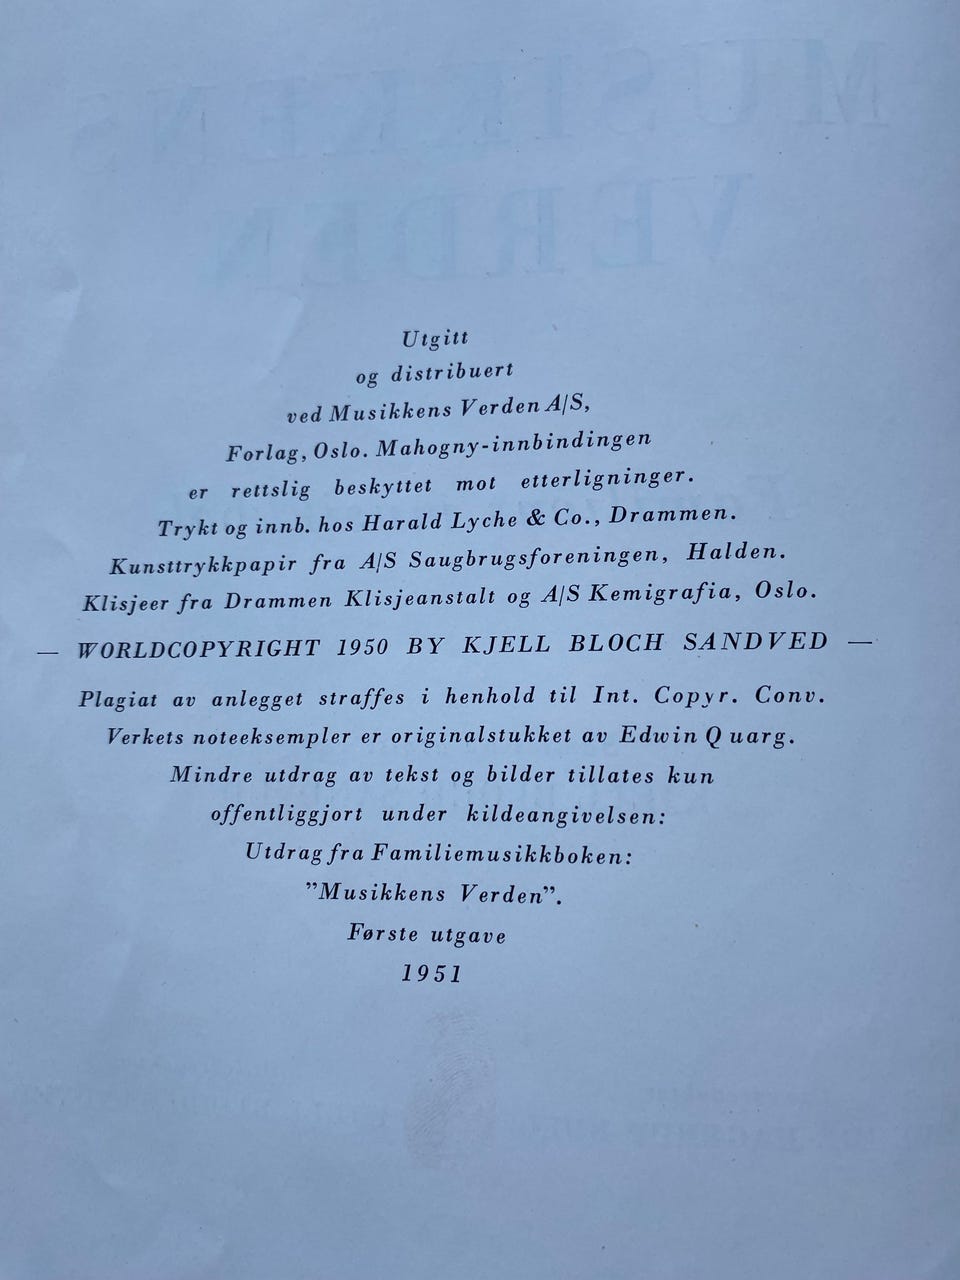 MUSIKKENS
VERDEN
Utgitt
og distribuert
ved Musikkens Verden A/S,
Forlag, Oslo. Mahogny-innbindingen
er rettslig beskyttet mot etterligninger.
Trykt og innb. hos Harald Lyche & Co., Drammen.
Kunsttrykkpapir fra A/S Saugbrugsforeningen, Halden.
Klisjeer fra Drammen Klisjeanstalt og A/S Kemigrafia, Oslo.
— WORLDCOPYRIGHT 1950 BY KJELL BLOCH SANDVED —
Plagiat av anlegget straffes i henhold til Int. Copyr. Conv.
Verkets noteeksempler er originalstukket av Edwin Quarg.
Mindre utdrag av tekst og bilder tillates kun
offentliggjort under kildeangivelsen:
Utdrag fra Familiemusikkboken:
”Musikkens Verden”.
Første utgave
1951